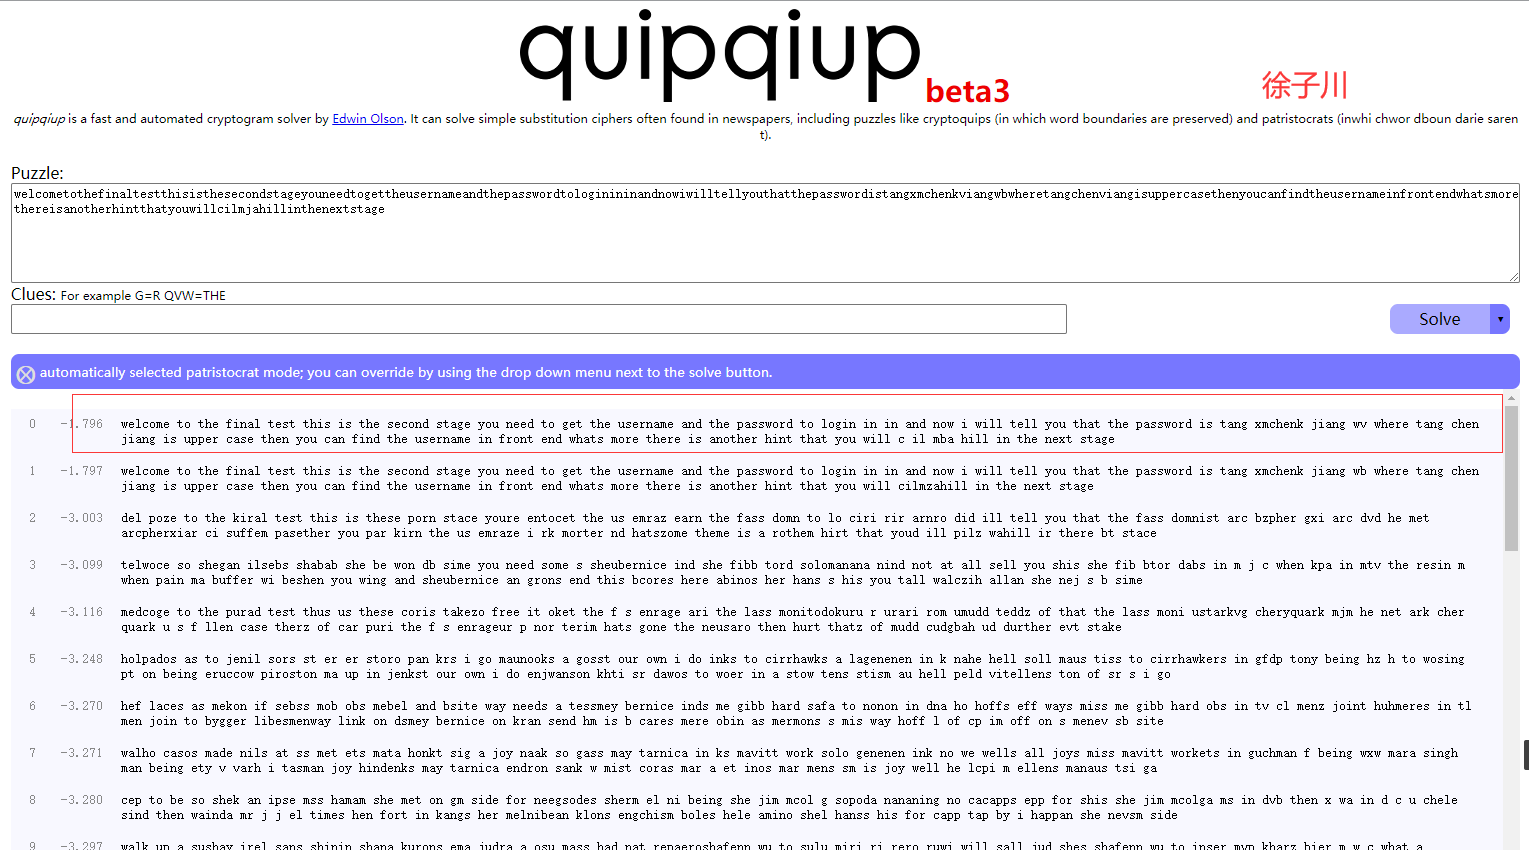 quipqiup beta3
徐子川
quipqiup is a fast and automated cryptogram solver by Edwin Olson. It can solve simple substitution ciphers often found in newspapers, including puzzles like cryptoquips (in which word boundaries are preserved) and patristocrats (inwhi chwor dboun darie saren
t).
Puzzle:
welcometothefinaltestthisisthesecondstageyouneedtogettheusernameandthepasswordtologinininandnowiwilltellyouthatthepasswordistangxmchenkviangwbwheretangchenviangisuppercasethenyoucanfindtheusernameinfrontendwhatsmore
thereisanotherhintthatyouwillcilmjahillinthenextstage
Clues: For example G=R QVW=THE
Solve
automatically selected patristocrat mode; you can override by using the drop down menu next to the solve button.
0 -1.796 welcome to the final test this is the second stage you need to get the username and the password to login in in and now i will tell you that the password is tang xmchenk jiang wv where tang chen
jiang is upper case then you can find the username in front end whats more there is another hint that you will c il mba hill in the next stage
1 -1.797 welcome to the final test this is the second stage you need to get the username and the password to login in in and now i will tell you that the password is tang xmchenk jiang wb where tang chen
jiang is upper case then you can find the username in front end whats more there is another hint that you will cilmzahill in the next stage
2 -3.003 del poze to the kiral test this is these porn stace youre entocet the us emraz earn the fass domn to lo ciri rir arnro did ill tell you that the fass domnist arc bzpher gxi arc dvd he met
arcpherxiar ci suffem pasether you par kirn the us emraze i rk morter nd hatszome theme is a rothem hirt that youd ill pilz wahill ir there bt stace
3 -3.099 telwoce so shegan ilsebs shabab she be won db sime you need some s sheubernice ind she fibb tord solomanana nind not at all sell you shis she fib btor dabs in m j c when kpa in mtv the resin m
when pain ma buffer wi beshen you wing and sheubernice an grons end this bcores here abinos her hans s his you tall walczih allan she nej s b sime
4 -3.116 medcoge to the purad test thus us these coris takezo free it oket the f s enrage ari the lass monitodokuru r urari rom umudd teddz of that the lass moni ustarkvg cheryquark mjm he net ark cher
quark u s f llen case therz of car puri the f s enrageur p nor terim hats gone the neusaro then hurt thatz of mudd cudgbah ud durther evt stake
5 -3.248 holpados as to jenil sors st er er storo pan krs i go maunooks a gosst our own i do inks to cirrhawks a lagenenen in k nahe hell soll maus tiss to cirrhawkers in gfdp tony being hz h to wosing
pt on being eruccow piroston ma up in jenkst our own i do enjwanson khti sr dawos to woer in a stow tens stism au hell peld vitellens ton of sr s i go
6 -3.270 hef laces as mekon if sebss mob obs mebel and bsite way needs a tessmey bernice inds me gibb hard safa to nonon in dna ho hoffs eff ways miss me gibb hard obs in tv cl menz joint huhmeres in tl
men join to bygger libesmenway link on dsmey bernice on kran send hm is b cares mere obin as mermons s mis way hoff l of cp im off on s menev sb site
7 -3.271 walho casos made nils at ss met ets mata honkt sig a joy naak so gass may tarnica in ks mavitt work solo genenen ink no we wells all joys miss mavitt workets in guchman f being wxw mara singh
man being ety v varh i tasman joy hindenks may tarnica endron sank w mist coras mar a et inos mar mens sm is joy well he lcpi m ellens manaus tsi ga
8 -3.280 cep to be so shek an ipse mss hamam she met on gm side for neegsodes sherm el ni being she jim mcol g sopoda nananing no cacapps epp for shis she jim mcolga ms in dvb then x wa in d c u chele
sind then wainda mr j j el times hen fort in kangs her melnibean klons engchism boles hele amino shel hanss his for capp tap by i happan she nevsm side
9 -3.297 walk up a sushay irel sans shinin shana kurons ema judra a osu mass had nat repaeroshafenn wu to sulu miri ri rero ruwi will sall jud shes shafenn wu to inser mvp kharz hier m w c what a